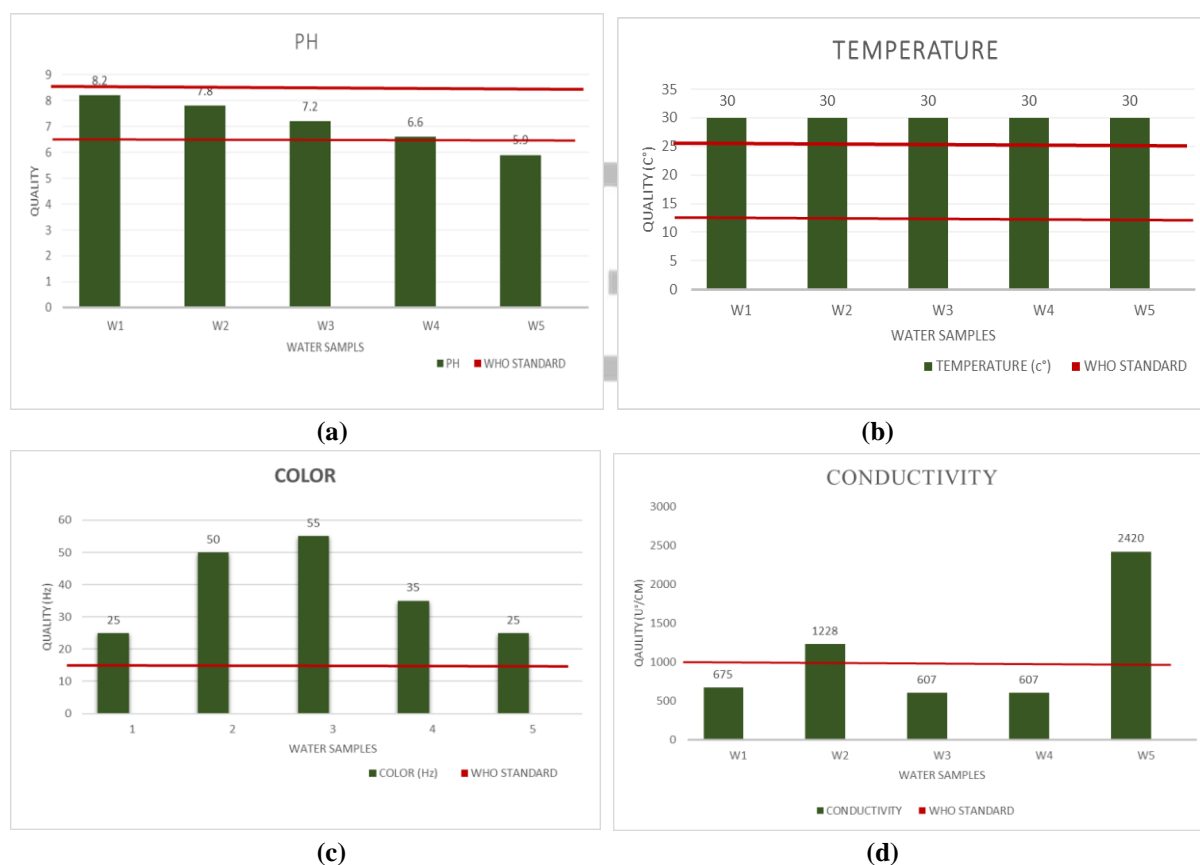 PH
9
8
7
6
5
4
3
2
1
0
QUALITY
8.2
7.8
7.2
6.6
5.9
W1 W2 W3 W4 W5
WATER SAMPLS
PH WHO STANDARD
(a)
TEMPERATURE
35
30
25
20
15
10
5
0
QUALITY (C°)
30 30 30 30 30
W1 W2 W3 W4 W5
WATER SAMPLES
TEMPERATURE (c°) WHO STANDARD
(b)
COLOR
60
50
40
30
20
10
0
QUALITY (Hz)
25
50
55
35
25
1 2 3 4 5
WATER SAMPLES
COLOR (Hz) WHO STANDARD
(c)
CONDUCTIVITY
3000
2500
2000
1500
1000
500
0
QAULITY (U°/CM)
675
1228
607
607
2420
W1 W2 W3 W4 W5
WATER SAMPLES
CONDUCTIVITY WHO STANDARD
(d)